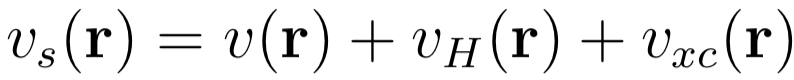 v_s(𝐫) = v(𝐫) + v_H(𝐫) + v_{xc}(𝐫)